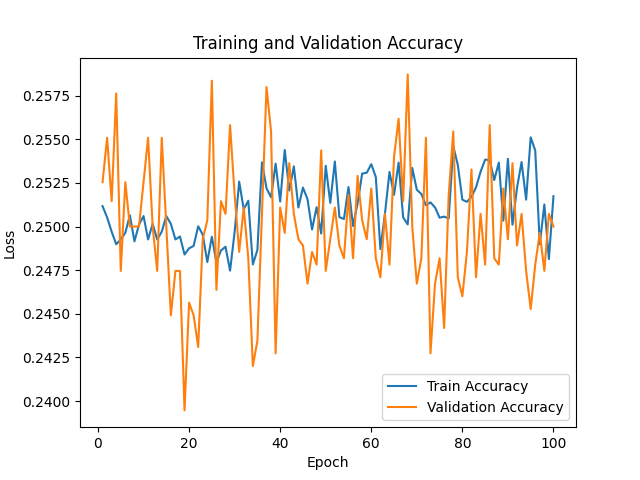 Training and Validation Accuracy
0.2575
0.2550
0.2525
0.2500
0.2475
0.2450
0.2425
0.2400
Loss
0
20
40
60
80
100
Epoch
Train Accuracy
Validation Accuracy